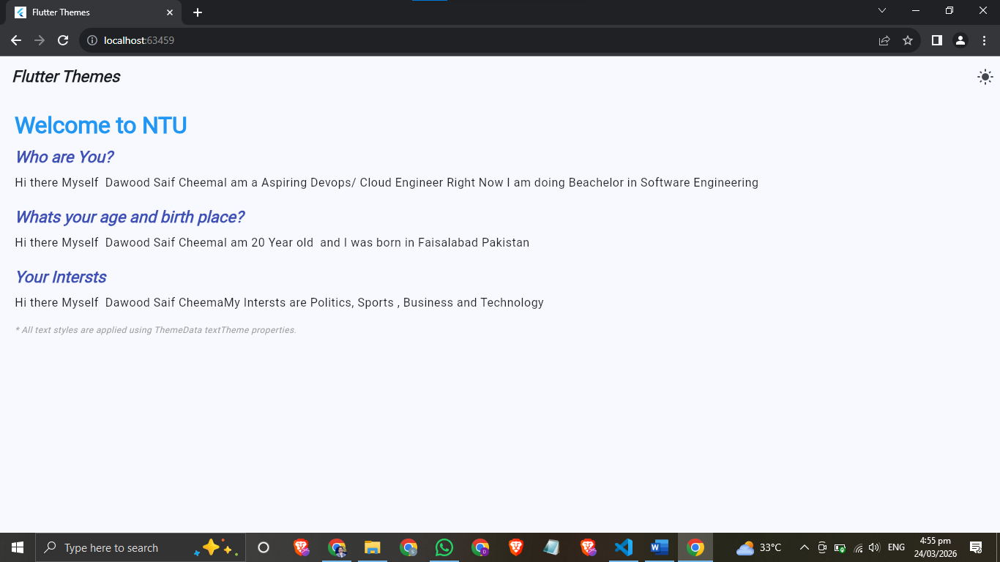 Flutter Themes
localhost:63459
Flutter Themes
Welcome to NTU
Who are You?
Hi there Myself  Dawood Saif CheemaI am a Aspiring Devops/ Cloud Engineer Right Now I am doing Beachelor in Software Engineering
Whats your age and birth place?
Hi there Myself  Dawood Saif CheemaI am 20 Year old  and I was born in Faisalabad Pakistan
Your Intersts
Hi there Myself  Dawood Saif CheemaMy Intersts are Politics, Sports , Business and Technology
* All text styles are applied using ThemeData textTheme properties.
Type here to search
33°C
ENG
4:55 pm
24/03/2026